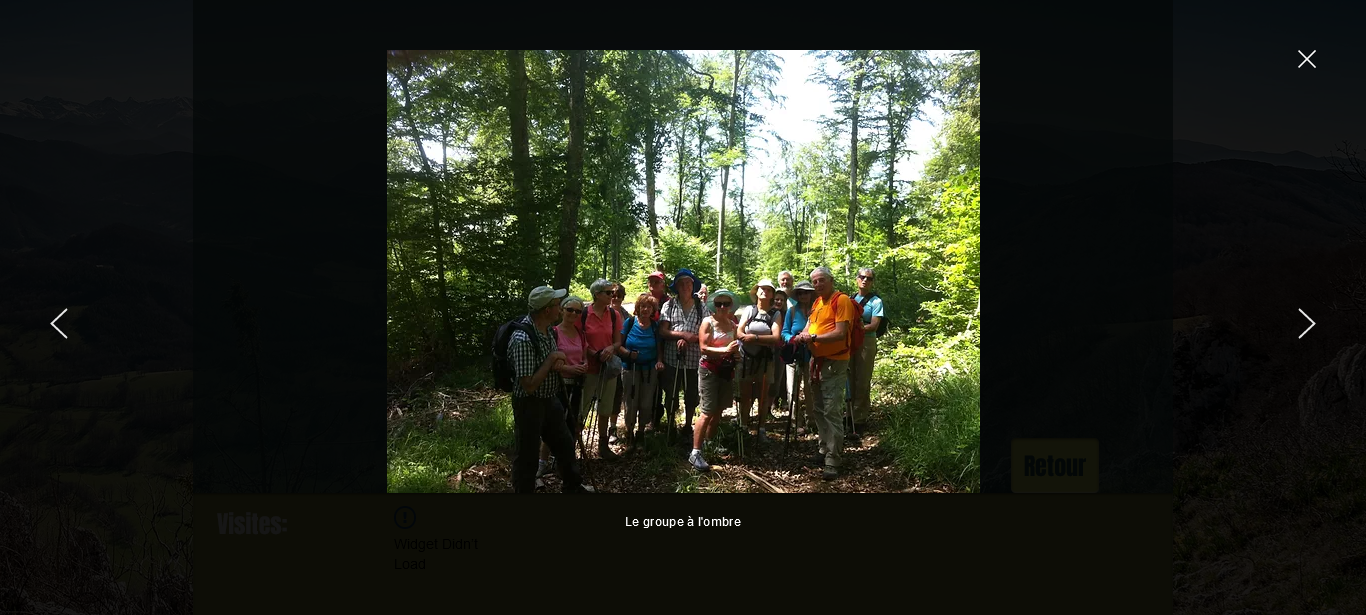 Retour
Visites:
Le groupe à l'ombre
Widget Didn't
Load